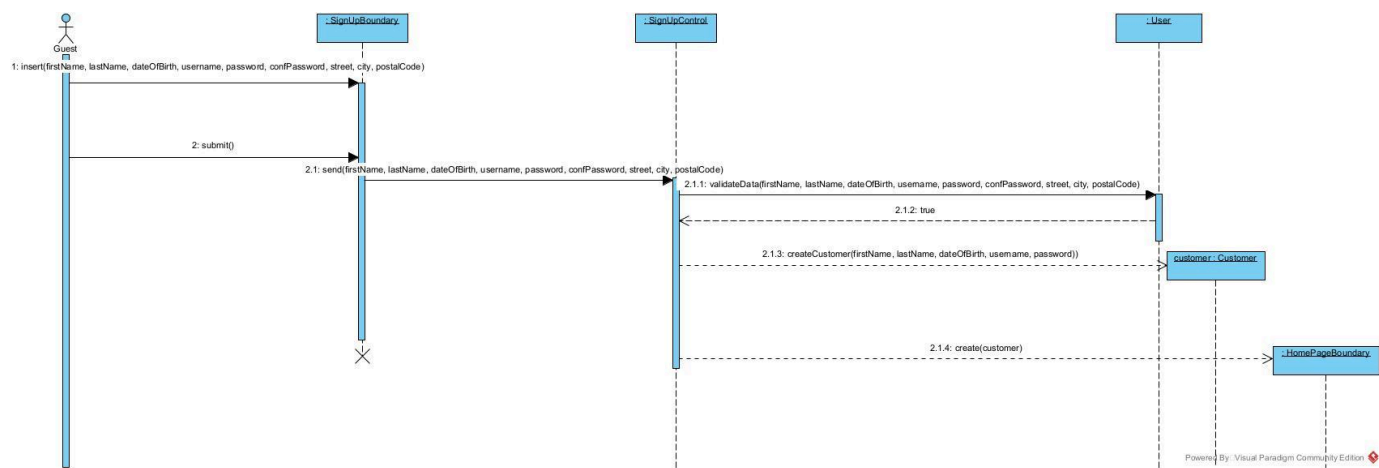 : SignUpBoundary
: SignUpControl
: User
Guest
1: insert(firstName, lastName, dateOfBirth, username, password, confPassword, street, city, postalCode)
2: submit()
2.1: send(firstName, lastName, dateOfBirth, username, password, confPassword, street, city, postalCode)
2.1.1: validateData(firstName, lastName, dateOfBirth, username, password, confPassword, street, city, postalCode)
2.1.2: true
2.1.3: createCustomer(firstName, lastName, dateOfBirth, username, password))
customer : Customer
2.1.4: create(customer)
: HomePageBoundary
Powered By Visual Paradigm Community Edition